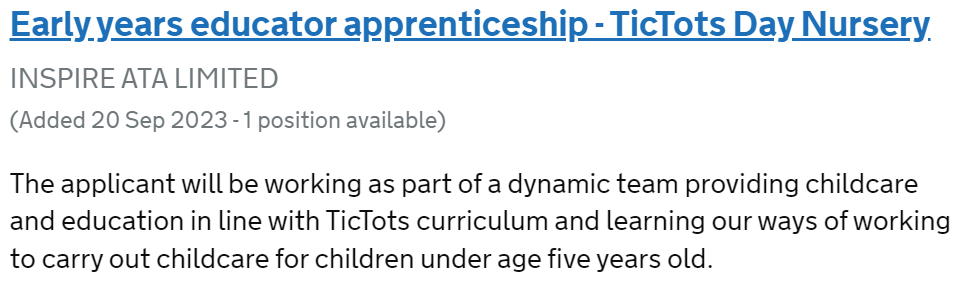 Early years educator apprenticeship - TicTots Day Nursery
INSPIRE ATA LIMITED
(Added 20 Sep 2023 - 1 position available)
The applicant will be working as part of a dynamic team providing childcare
and education in line with TicTots curriculum and learning our ways of working
to carry out childcare for children under age five years old.